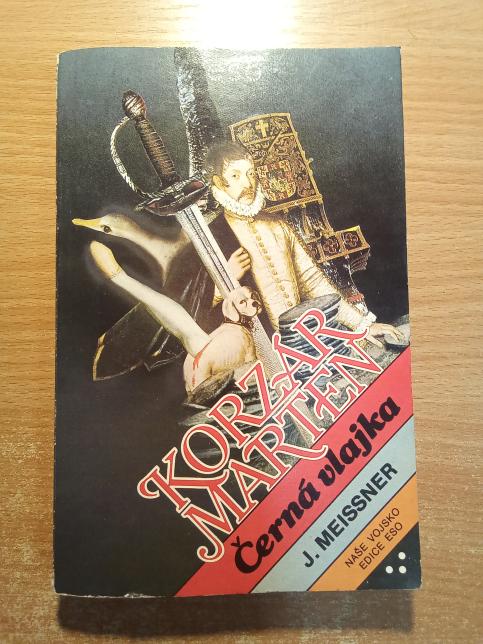 KORZÁR
MARTEN
Černá vlajka
J. MEISSNER
NAŠE VOJSKO
EDICE ESO